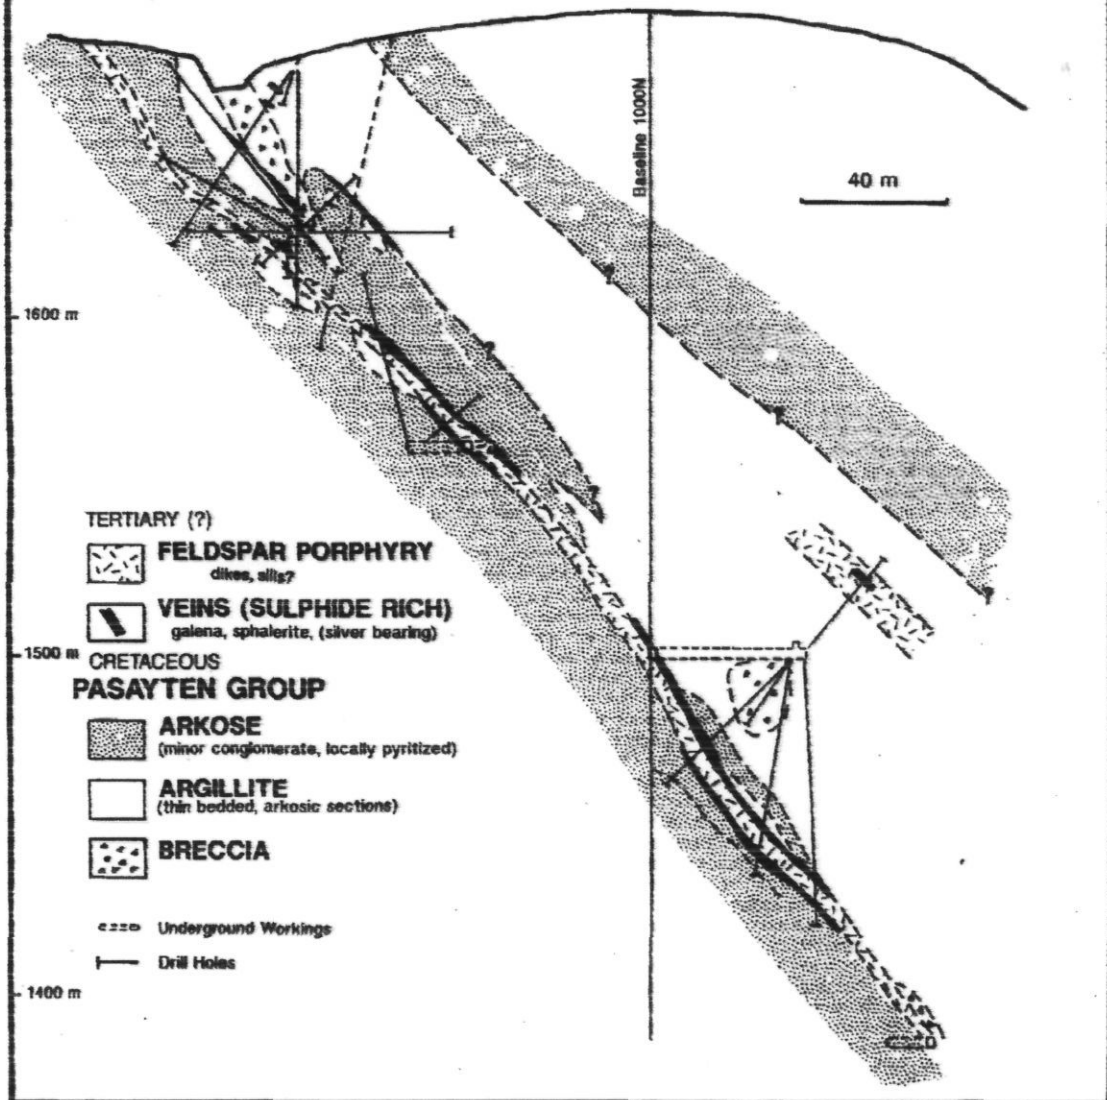 Baseline 1000N
40 m
1600 m
?
?
?
?
?
TERTIARY (?)
FELDSPAR PORPHYRY
dikes, sills?
VEINS (SULPHIDE RICH)
galena, sphalerite, (silver bearing)
1500 m
CRETACEOUS
PASAYTEN GROUP
ARKOSE
(minor conglomerate, locally pyritized)
ARGILLITE
(thin bedded, arkosic sections)
BRECCIA
Underground Workings
Drill Holes
1400 m